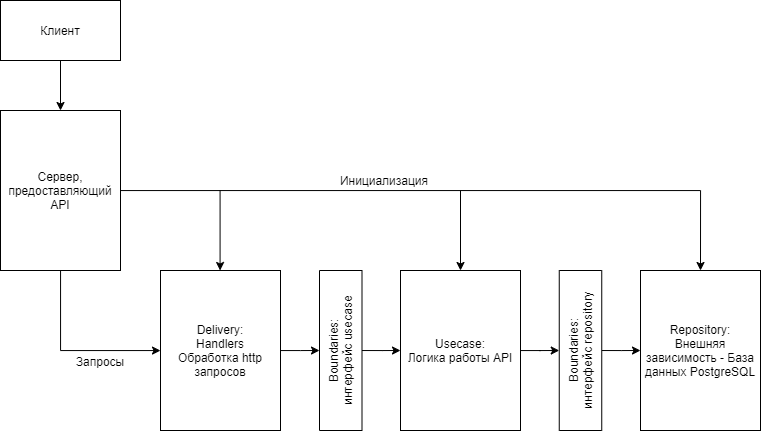 Клиент
Сервер,
предоставляющий
API
Инициализация
Запросы
Delivery:
Handlers
Обработка http
запросов
Boundaries:
интерфейс usecase
Usecase:
Логика работы API
Boundaries:
интерфейс repository
Repository:
Внешняя
зависимость - База
данных PostgreSQL